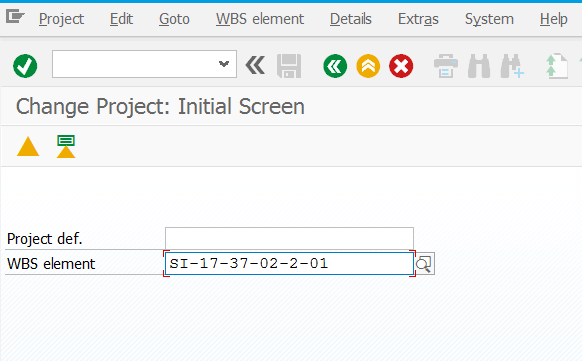 Project Edit Goto WBS element Details Extras System Help
Change Project: Initial Screen
Project def.
WBS element SI-17-37-02-2-01